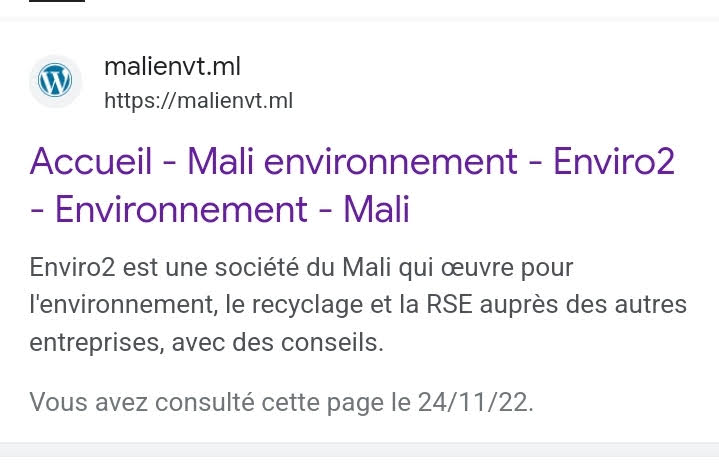 malienvt.ml
https://malienvt.ml
Accueil - Mali environnement - Enviro2
- Environnement - Mali
Enviro2 est une société du Mali qui œuvre pour
l'environnement, le recyclage et la RSE auprès des autres
entreprises, avec des conseils.
Vous avez consulté cette page le 24/11/22.